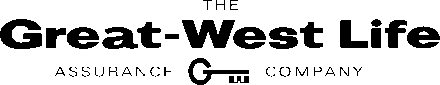 THE
Great-West Life
ASSURANCE COMPANY